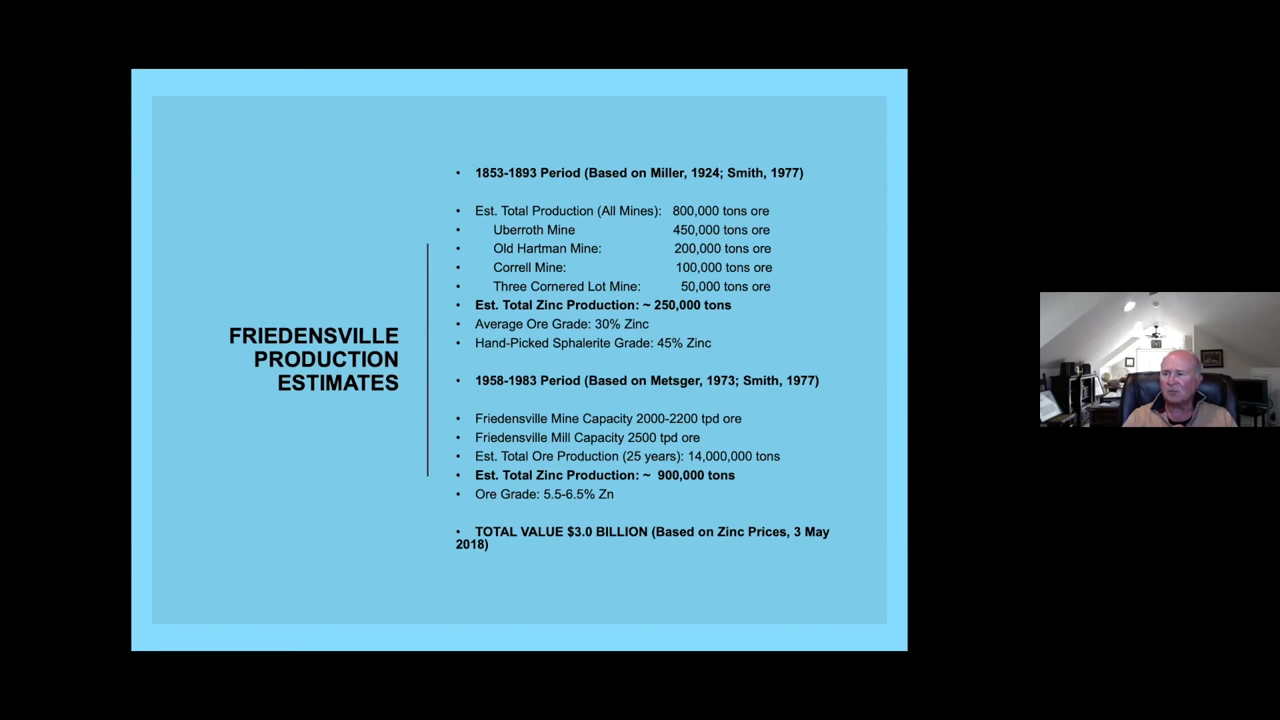 FRIEDENSVILLE
PRODUCTION
ESTIMATES
• 1853-1893 Period (Based on Miller, 1924; Smith, 1977)
• Est. Total Production (All Mines): 800,000 tons ore
• Uberroth Mine 450,000 tons ore
• Old Hartman Mine: 200,000 tons ore
• Correll Mine: 100,000 tons ore
• Three Cornered Lot Mine: 50,000 tons ore
• Est. Total Zinc Production: ~ 250,000 tons
• Average Ore Grade: 30% Zinc
• Hand-Picked Sphalerite Grade: 45% Zinc
• 1958-1983 Period (Based on Metsger, 1973; Smith, 1977)
• Friedensville Mine Capacity 2000-2200 tpd ore
• Friedensville Mill Capacity 2500 tpd ore
• Est. Total Ore Production (25 years): 14,000,000 tons
• Est. Total Zinc Production: ~ 900,000 tons
• Ore Grade: 5.5-6.5% Zn
• TOTAL VALUE $3.0 BILLION (Based on Zinc Prices, 3 May
2018)